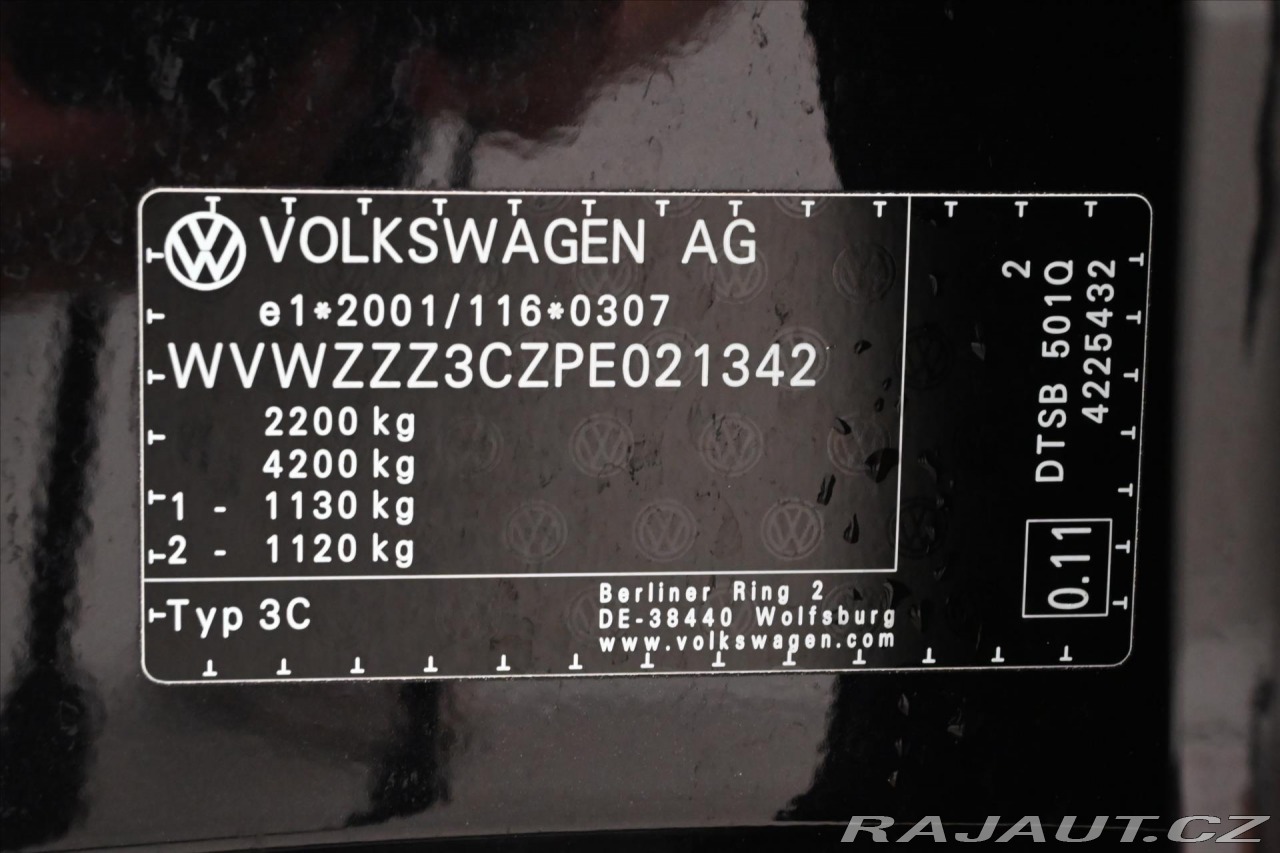 VOLKSWAGEN AG
e1*2001/116*0307
WVWZZZ3CZPE021342
2200 kg
4200 kg
1 - 1130 kg
2 - 1120 kg
Typ 3C
Berliner Ring 2
DE-38440 Wolfsburg
www.volkswagen.com
2
DTSB 501Q
42254432
0.11
RAJAUT.CZ